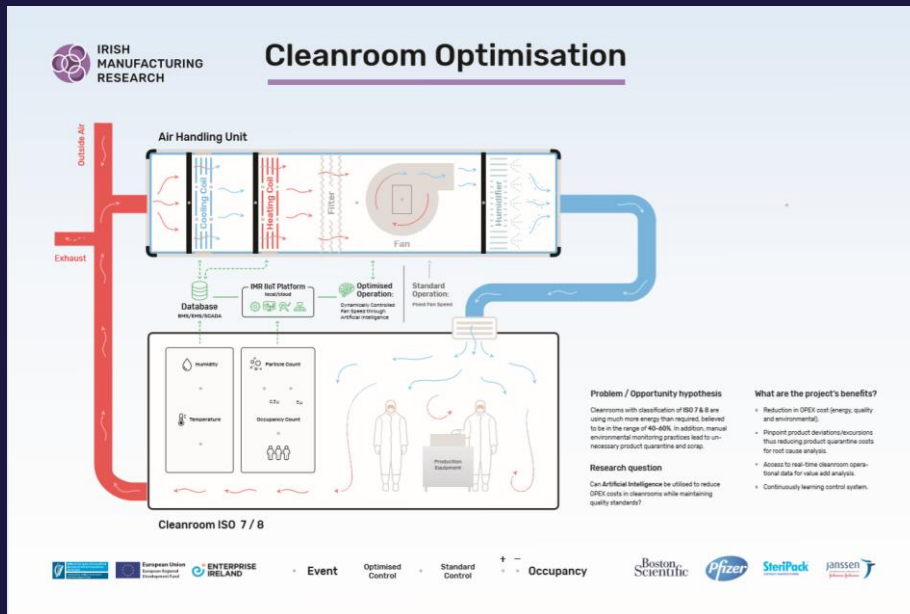 IRISH
MANUFACTURING
RESEARCH
Cleanroom Optimisation
Outside Air
Exhaust
Air Handling Unit
Cooling Coil
Heating Coil
Filter
Fan
Humidifier
Database
BMS/EMS/SCADA
IMR IIoT Platform
local/cloud
Optimised
Operation:
Dynamically Controlled
Fan Speed through
Artificial Intelligence
Standard
Operation:
Fixed Fan Speed
Humidity
Temperature
Particle Count
0.5μ
5μ
Occupancy Count
Production
Equipment
Cleanroom ISO 7 / 8
Problem / Opportunity hypothesis
Cleanrooms with classification of ISO 7 & 8 are
using much more energy than required, believed
to be in the range of 40-60%. In addition, manual
environmental monitoring practices lead to un-
necessary product quarantine and scrap.
Research question
Can Artificial Intelligence be utilised to reduce
OPEX costs in cleanrooms while maintaining
quality standards?
What are the project's benefits?
Reduction in OPEX cost (energy, quality
and environmental).
Pinpoint product deviations/excursions
thus reducing product quarantine costs
for root cause analysis.
Access to real-time cleanroom opera-
tional data for value add analysis.
Continuously learning control system.
European Union
European Regional
Development Fund
ENTERPRISE
IRELAND
Event
Optimised
Control
Standard
Control
+ −
Occupancy
Boston
Scientific
Pfizer
SteriPack
janssen